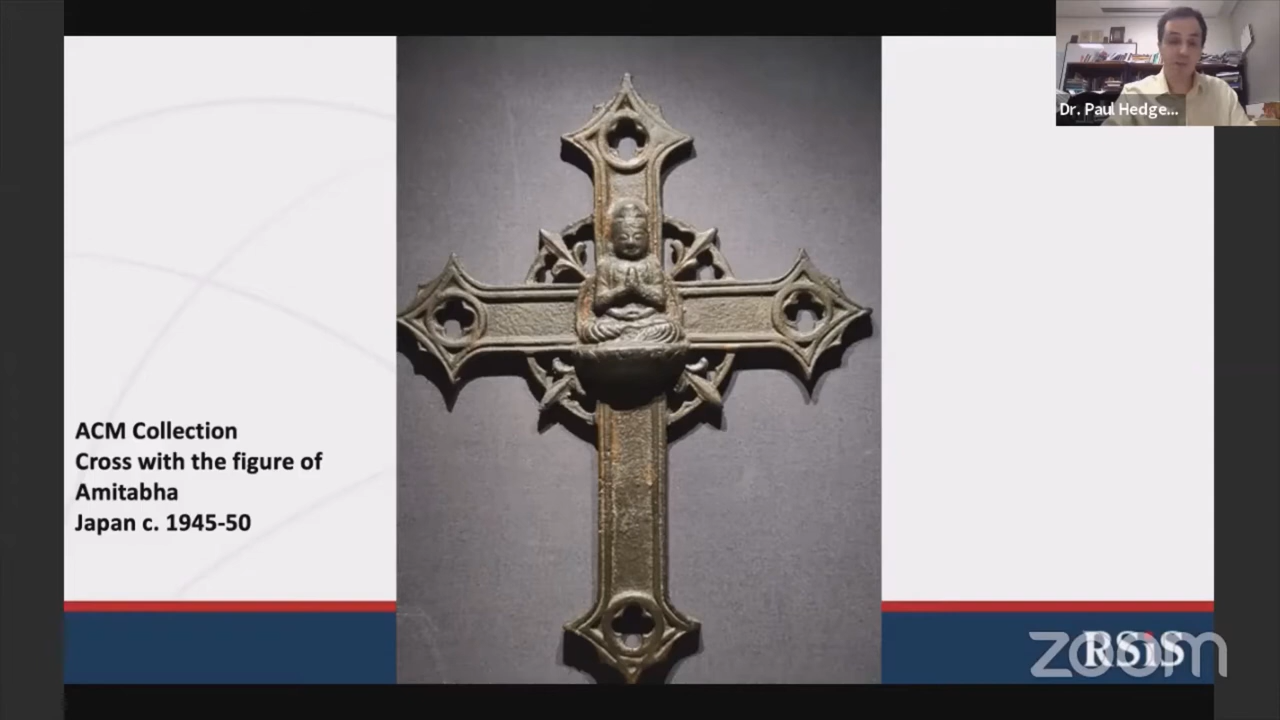 Dr. Paul Hedge...
ACM Collection
Cross with the figure of
Amitabha
Japan c. 1945-50
RSiS
zoom